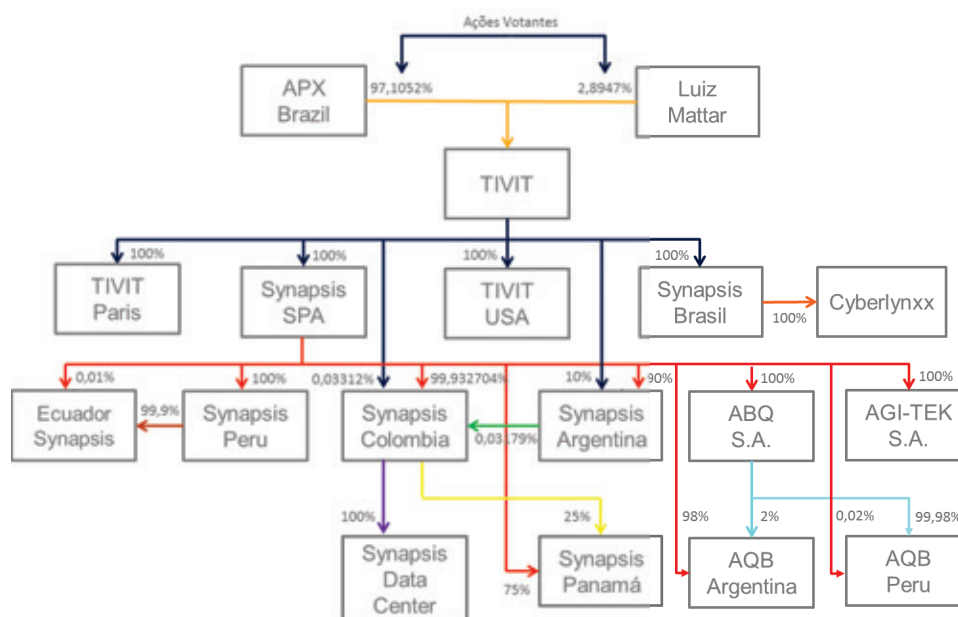 Ações Votantes
APX
Brazil
97,1052%
2,8947%
Luiz
Mattar
TIVIT
100%
100%
100%
100%
TIVIT
Paris
Synapsis
SPA
TIVIT
USA
Synapsis
Brasil
100%
Cyberlynxx
0,01%
100%
0,03312%
99,932704%
10%
90%
100%
100%
Ecuador
Synapsis
99,9%
Synapsis
Peru
Synapsis
Colombia
0,03179%
Synapsis
Argentina
ABQ
S.A.
AGI-TEK
S.A.
100%
25%
98%
2%
0,02%
99,98%
Synapsis
Data
Center
75%
Synapsis
Panamá
AQB
Argentina
AQB
Peru